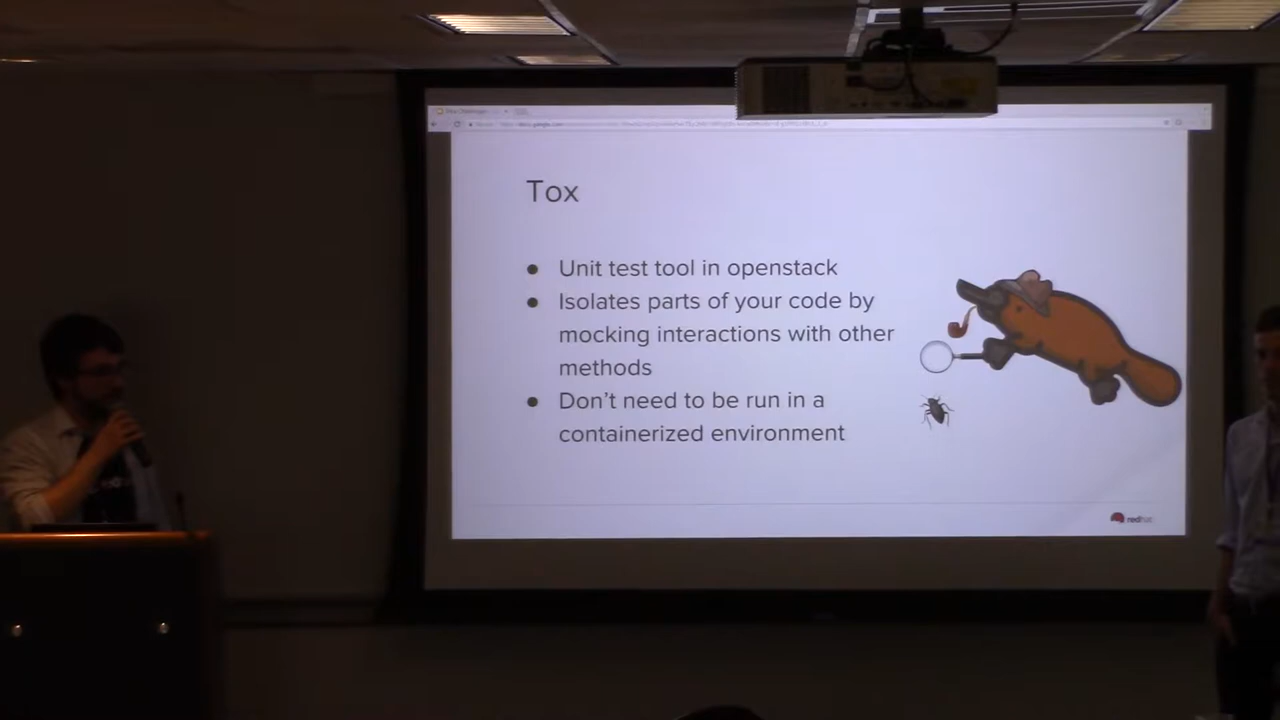 Tox
● Unit test tool in openstack
● Isolates parts of your code by
mocking interactions with other
methods
● Don't need to be run in a
containerized environment
redhat